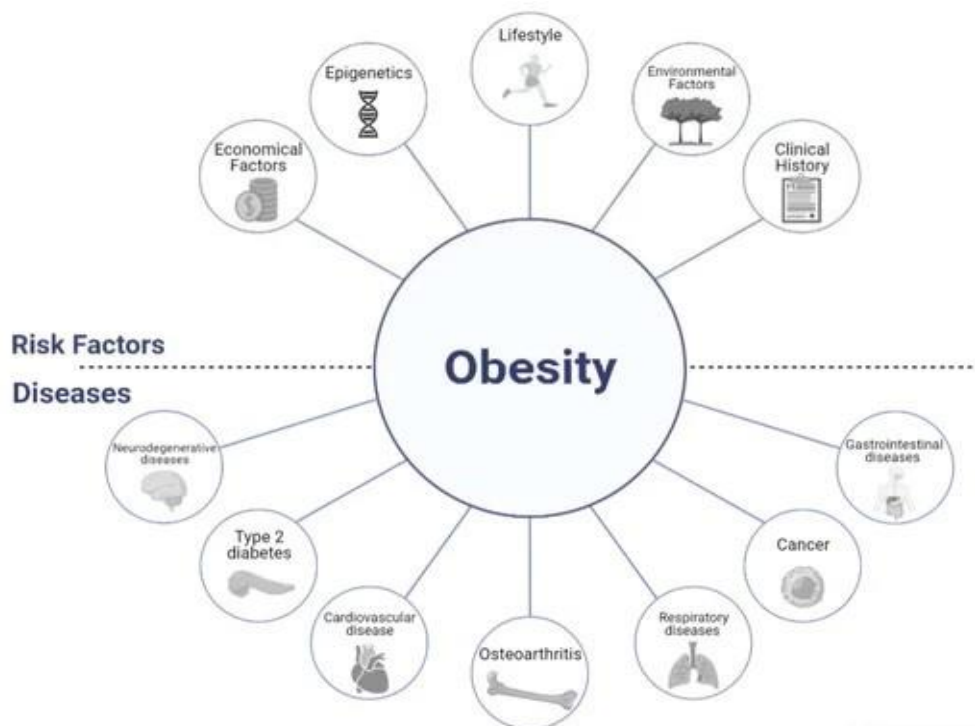 Lifestyle
Epigenetics
Environmental
Factors
Economical
Factors
Clinical
History
Risk Factors
Obesity
Diseases
Neurodegenerative
diseases
Gastrointestinal
diseases
Type 2
diabetes
Cancer
Cardiovascular
disease
Respiratory
diseases
Osteoarthritis